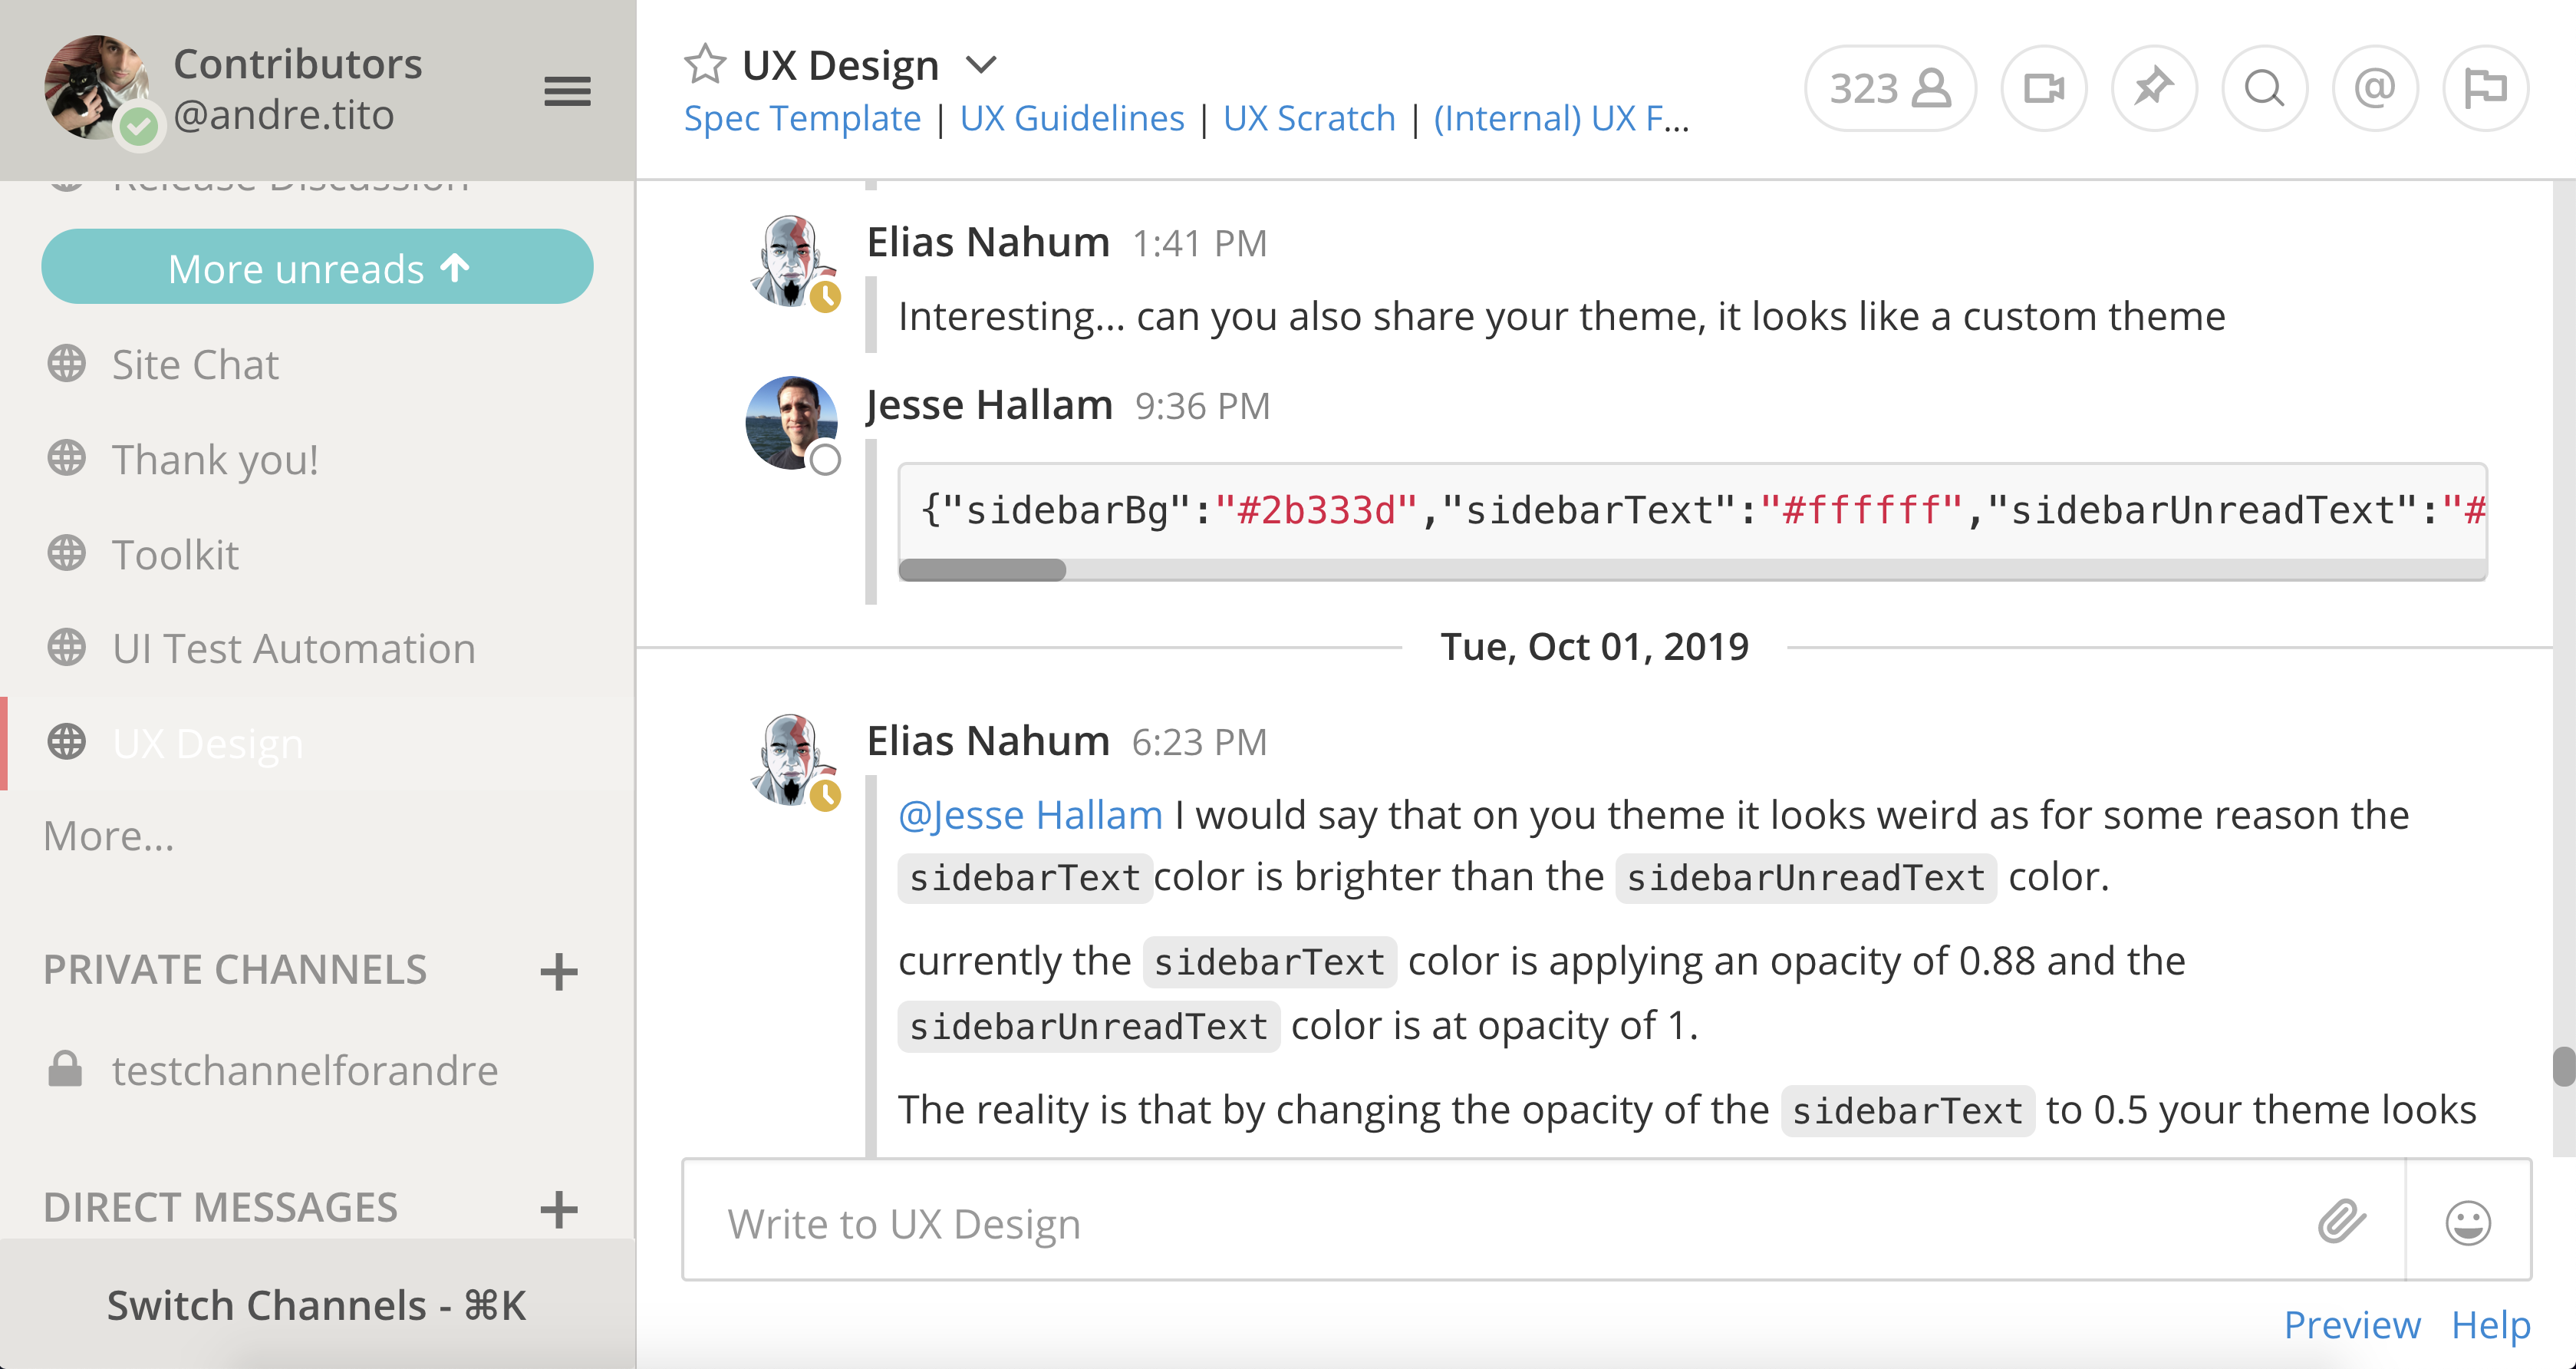 Contributors
@andre.tito
Release Discussion
More unreads
Site Chat
Thank you!
Toolkit
UI Test Automation
UX Design
More...
PRIVATE CHANNELS
testchannelforandre
DIRECT MESSAGES
Switch Channels - ⌘K
UX Design
Spec Template | UX Guidelines | UX Scratch | (Internal) UX F...
323
@
Elias Nahum 1:41 PM
Interesting... can you also share your theme, it looks like a custom theme
Jesse Hallam 9:36 PM
{"sidebarBg":"#2b333d","sidebarText":"#ffffff","sidebarUnreadText":"#
Tue, Oct 01, 2019
Elias Nahum 6:23 PM
@Jesse Hallam I would say that on you theme it looks weird as for some reason the
sidebarText color is brighter than the sidebarUnreadText color.
currently the sidebarText color is applying an opacity of 0.88 and the
sidebarUnreadText color is at opacity of 1.
The reality is that by changing the opacity of the sidebarText to 0.5 your theme looks
Write to UX Design
Preview Help